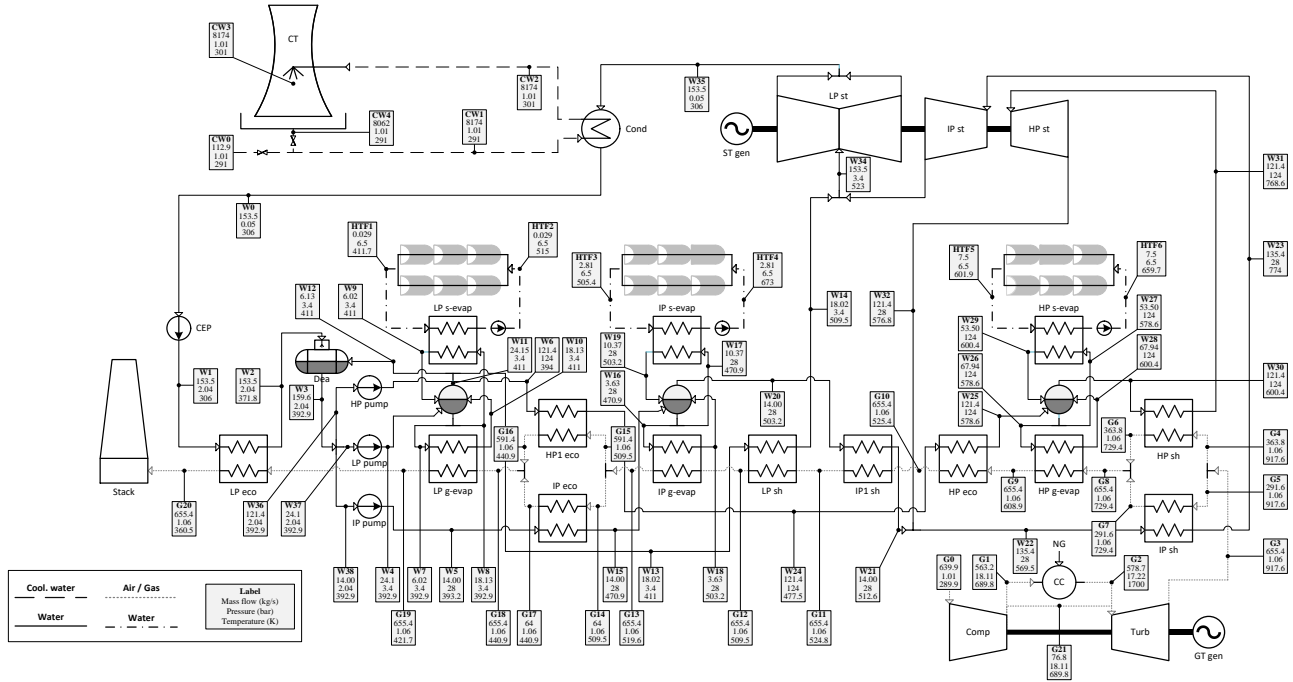 CW3
8174
1.01
301
CT
CW2
8174
1.01
301
CW4
8062
1.01
291
CW1
8174
1.01
291
CW0
112.9
1.01
291
Cond
W35
153.5
0.05
306
LP st
IP st
HP st
ST gen
W34
153.5
3.4
523
W31
121.4
124
768.6
W0
153.5
0.05
306
HTF1
0.029
6.5
411.7
HTF2
0.029
6.5
515
HTF3
2.81
6.5
505.4
HTF4
2.81
6.5
673
HTF5
7.5
6.5
601.9
HTF6
7.5
6.5
659.7
W23
135.4
28
774
W12
6.13
3.4
411
W9
6.02
3.4
411
LP s-evap
IP s-evap
HP s-evap
W14
18.02
3.4
509.5
W32
121.4
28
576.8
W27
53.50
124
578.6
W29
53.50
124
600.4
W28
67.94
124
600.4
CEP
W11
24.15
3.4
411
W6
121.4
124
394
W10
18.13
3.4
411
W19
10.37
28
503.2
W17
10.37
28
470.9
W16
3.63
28
470.9
W20
14.00
28
503.2
W26
67.94
124
578.6
W25
121.4
124
578.6
W30
121.4
124
600.4
W1
153.5
2.04
306
W2
153.5
2.04
371.8
Dea
W3
159.6
2.04
392.9
HP pump
G10
655.4
1.06
525.4
G16
591.4
1.06
440.9
G15
591.4
1.06
509.5
HP1 eco
G6
363.8
1.06
729.4
HP sh
G4
363.8
1.06
917.6
Stack
LP eco
LP pump
LP g-evap
IP eco
IP g-evap
LP sh
IP1 sh
HP eco
HP g-evap
G9
655.4
1.06
608.9
G8
655.4
1.06
729.4
G5
291.6
1.06
917.6
G20
655.4
1.06
360.5
W36
121.4
2.04
392.9
W37
24.1
2.04
392.9
IP pump
G7
291.6
1.06
729.4
IP sh
W22
135.4
28
569.5
G3
655.4
1.06
917.6
W38
14.00
2.04
392.9
W4
24.1
3.4
392.9
W7
6.02
3.4
392.9
W5
14.00
28
393.2
W8
18.13
3.4
392.9
W15
14.00
28
470.9
W13
18.02
3.4
411
W18
3.63
28
503.2
W24
121.4
124
477.5
W21
14.00
28
512.6
G19
655.4
1.06
421.7
G18
655.4
1.06
440.9
G17
64
1.06
440.9
G14
64
1.06
509.5
G13
655.4
1.06
519.6
G12
655.4
1.06
509.5
G11
655.4
1.06
524.8
G0
639.9
1.01
289.9
G1
563.2
18.11
689.8
NG
CC
G2
578.7
17.22
1700
Comp
Turb
GT gen
G21
76.8
18.11
689.8
Cool. water
Air / Gas
Water
Water
Label
Mass flow (kg/s)
Pressure (bar)
Temperature (K)